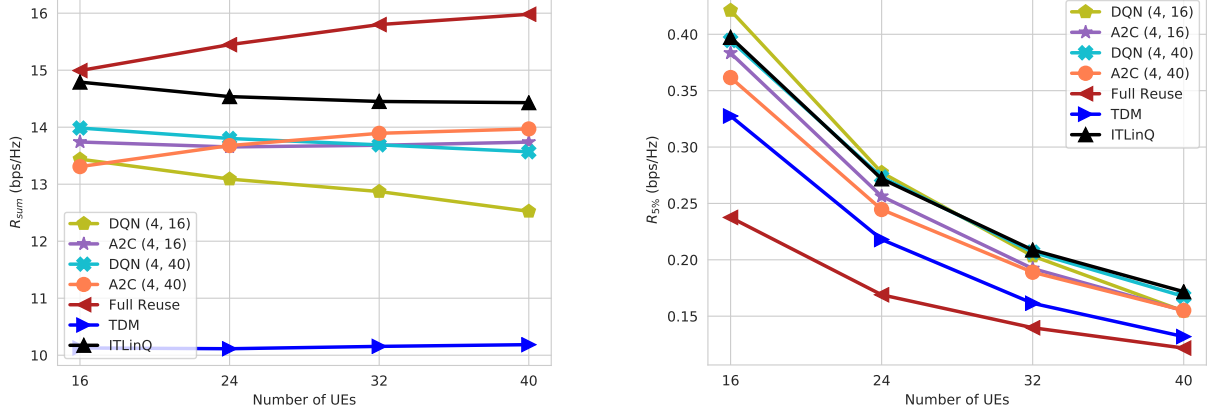 16
15
14
13
12
11
10
R_sum (bps/Hz)
DQN (4, 16)
A2C (4, 16)
DQN (4, 40)
A2C (4, 40)
Full Reuse
TDM
ITLinQ
16 24 32 40
Number of UEs
0.40
0.35
0.30
0.25
0.20
0.15
R_5% (bps/Hz)
DQN (4, 16)
A2C (4, 16)
DQN (4, 40)
A2C (4, 40)
Full Reuse
TDM
ITLinQ
16 24 32 40
Number of UEs